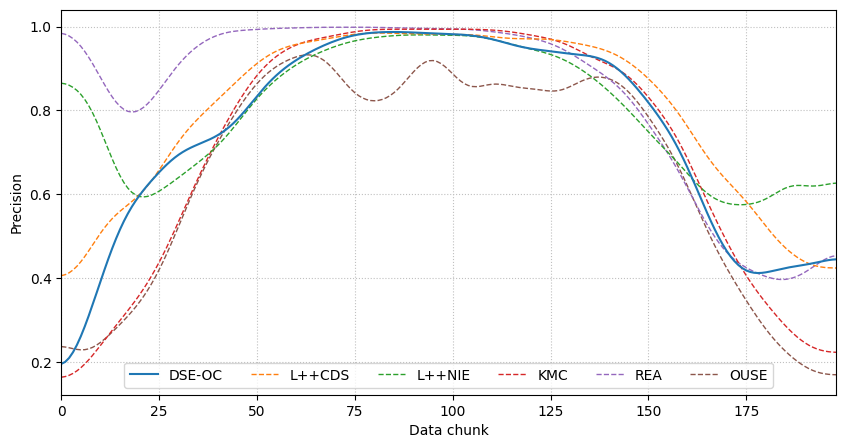 1.0
0.8
0.6
0.4
0.2
Precision
DSE-OC L++CDS L++NIE KMC REA OUSE
0 25 50 75 100 125 150 175
Data chunk